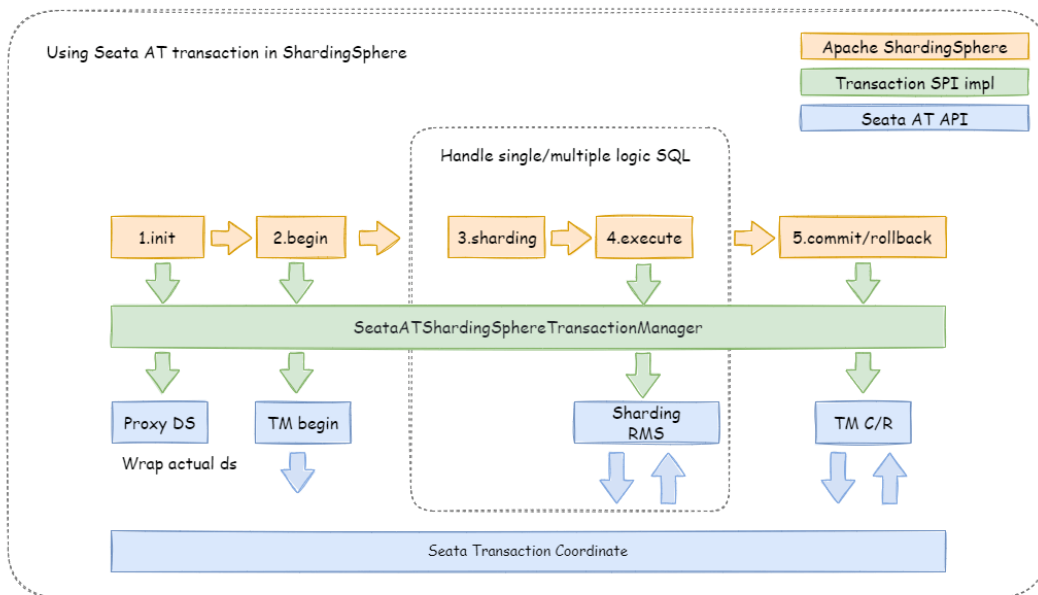 Using Seata AT transaction in ShardingSphere
Apache ShardingSphere
Transaction SPI impl
Seata AT API
Handle single/multiple logic SQL
1.init
2.begin
3.sharding
4.execute
5.commit/rollback
SeataATShardingSphereTransactionManager
Proxy DS
TM begin
Sharding
RMS
TM C/R
Wrap actual ds
Seata Transaction Coordinate